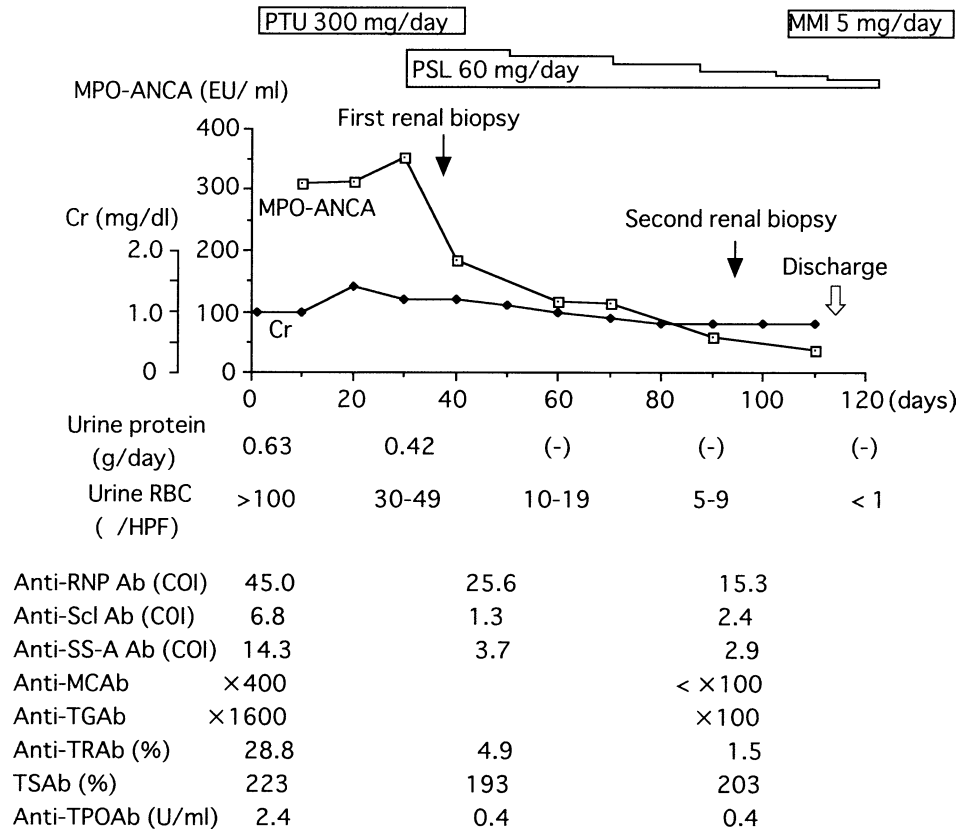 PTU 300 mg/day
MMI 5 mg/day
PSL 60 mg/day
MPO-ANCA (EU/ ml)
First renal biopsy
400
300
MPO-ANCA
Cr (mg/dl)
Second renal biopsy
2.0
200
Discharge
1.0
100
Cr
0
0
0 20 40 60 80 100 120 (days)
Urine protein
(g/day)
0.63 0.42 (-) (-) (-)
Urine RBC
( /HPF)
>100 30-49 10-19 5-9 < 1
Anti-RNP Ab (COI) 45.0 25.6 15.3
Anti-Scl Ab (C0I) 6.8 1.3 2.4
Anti-SS-A Ab (COI) 14.3 3.7 2.9
Anti-MCAb ×400 < ×100
Anti-TGAb ×1600 ×100
Anti-TRAb (%) 28.8 4.9 1.5
TSAb (%) 223 193 203
Anti-TPOAb (U/ml) 2.4 0.4 0.4